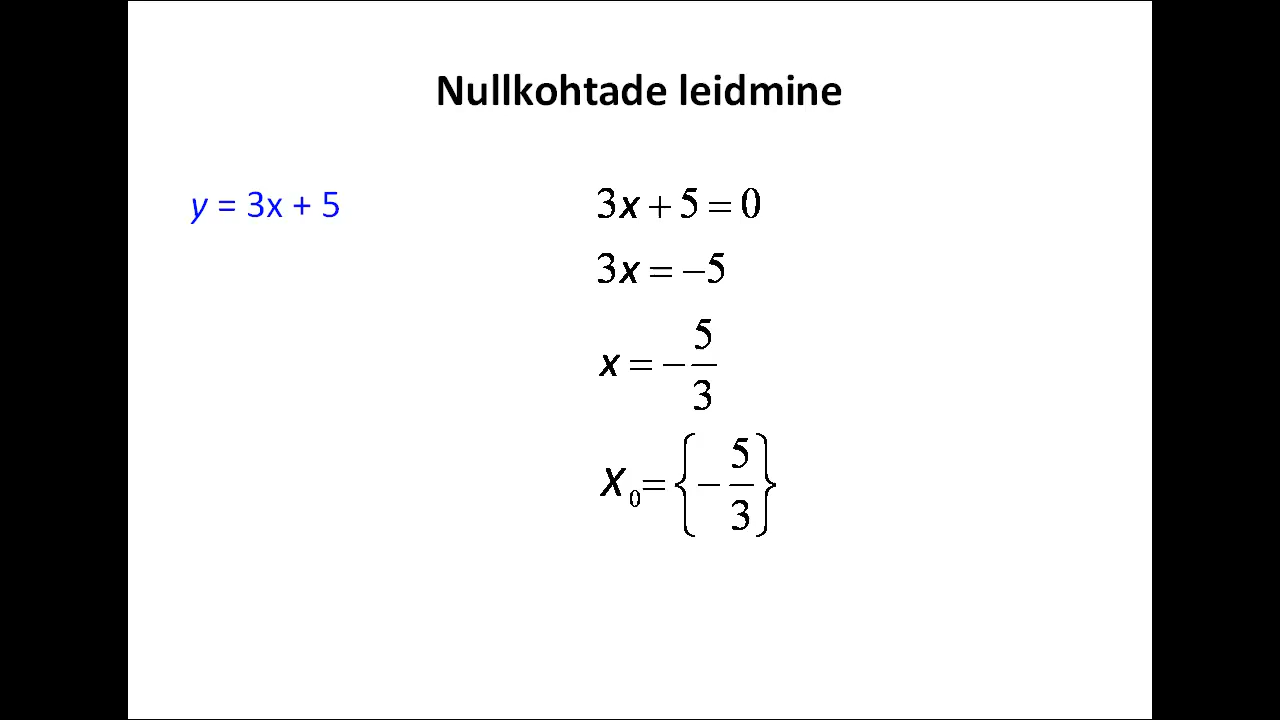 Nullkohtade leidmine
y = 3x + 5
3x + 5 = 0
3x = −5
x = −5/3
X₀= {−5/3}